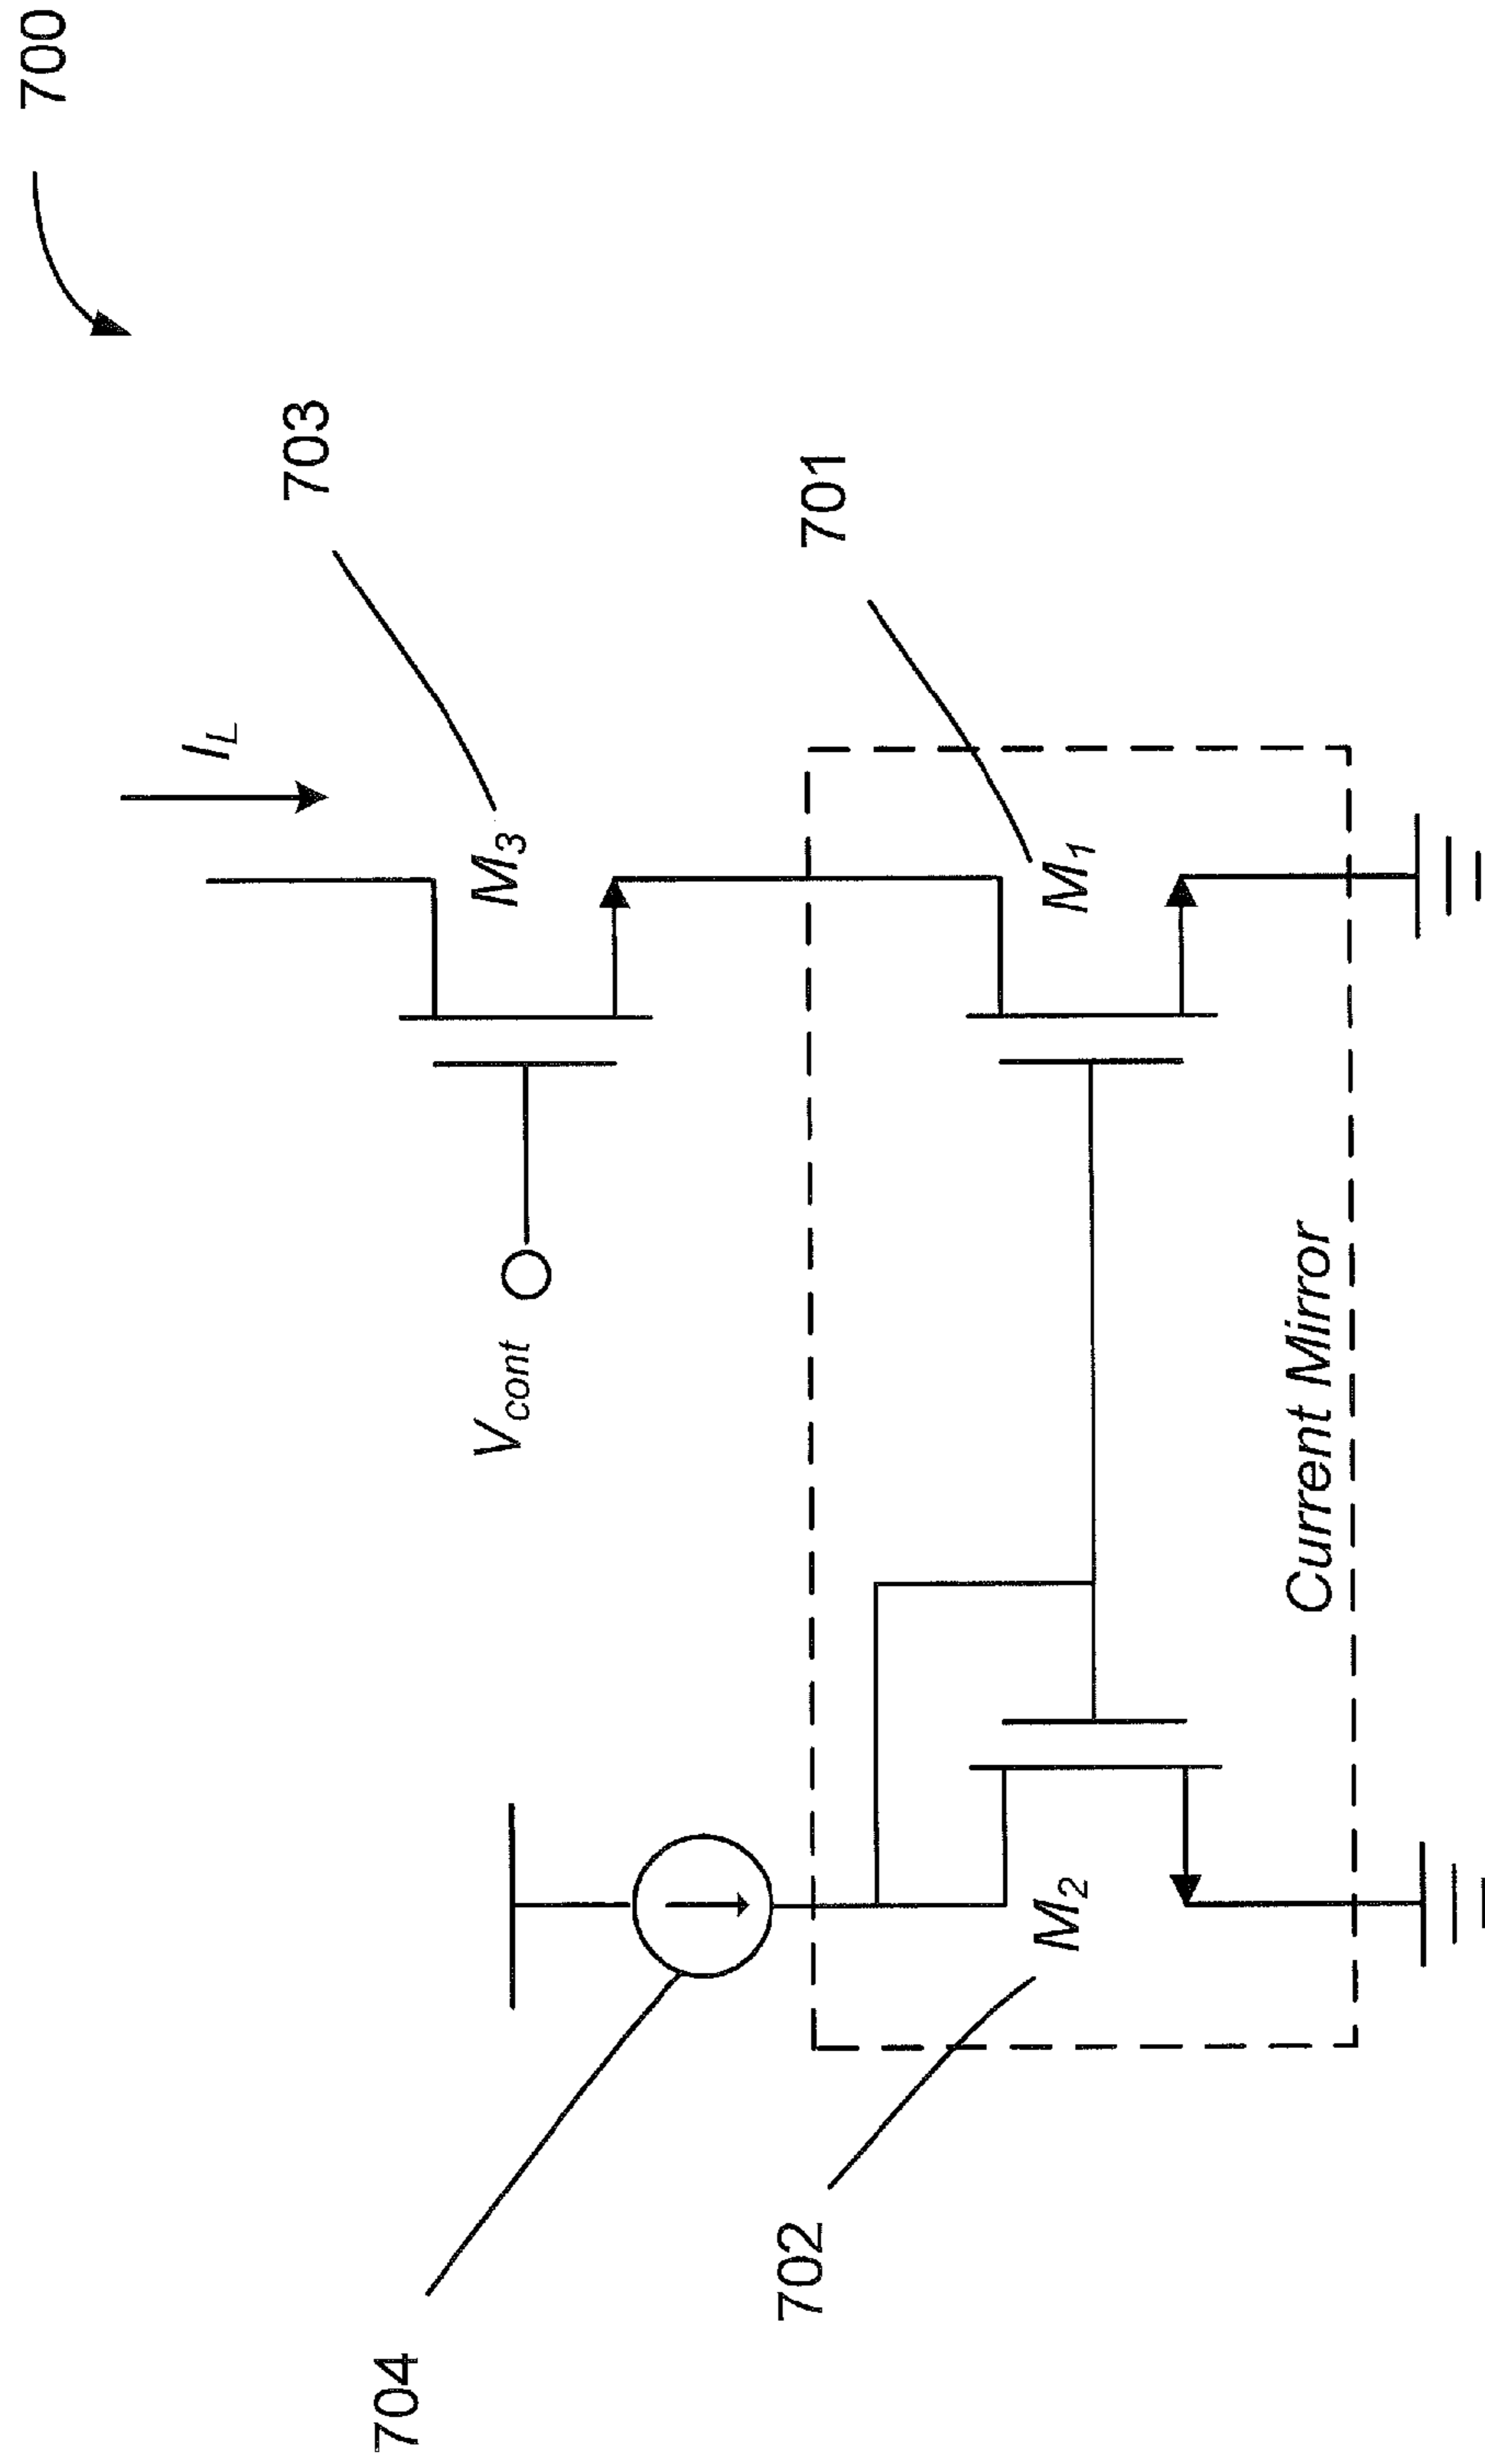 700
703
I_L
701
M_3
M_1
V_cont
Current Mirror
M_2
702
704